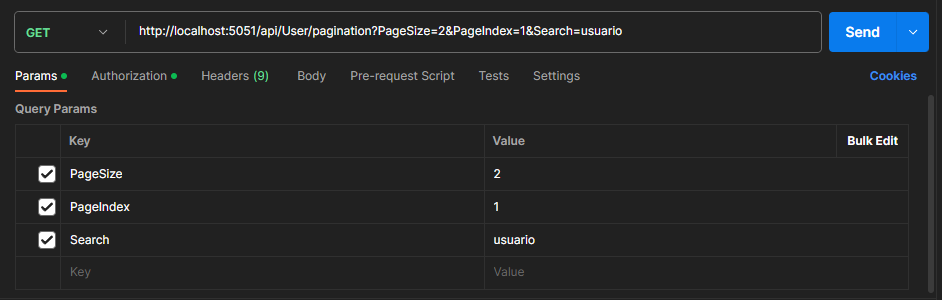 GET http://localhost:5051/api/User/pagination?PageSize=2&PageIndex=1&Search=usuario Send
Params Authorization Headers (9) Body Pre-request Script Tests Settings Cookies
Query Params
Key Value Bulk Edit
PageSize 2
PageIndex 1
Search usuario
Key Value